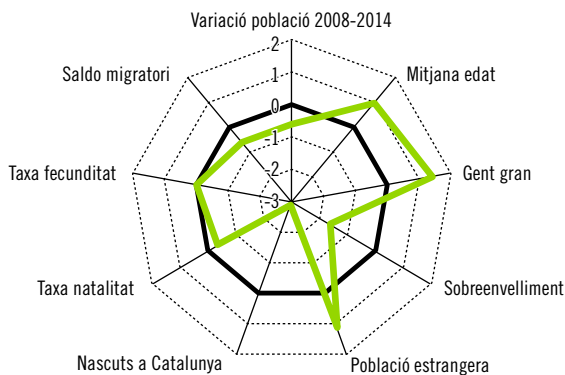 Variació població 2008-2014
2
1
0
-1
-2
-3
Mitjana edat
Gent gran
Sobreenvelliment
Població estrangera
Nascuts a Catalunya
Taxa natalitat
Taxa fecunditat
Saldo migratori